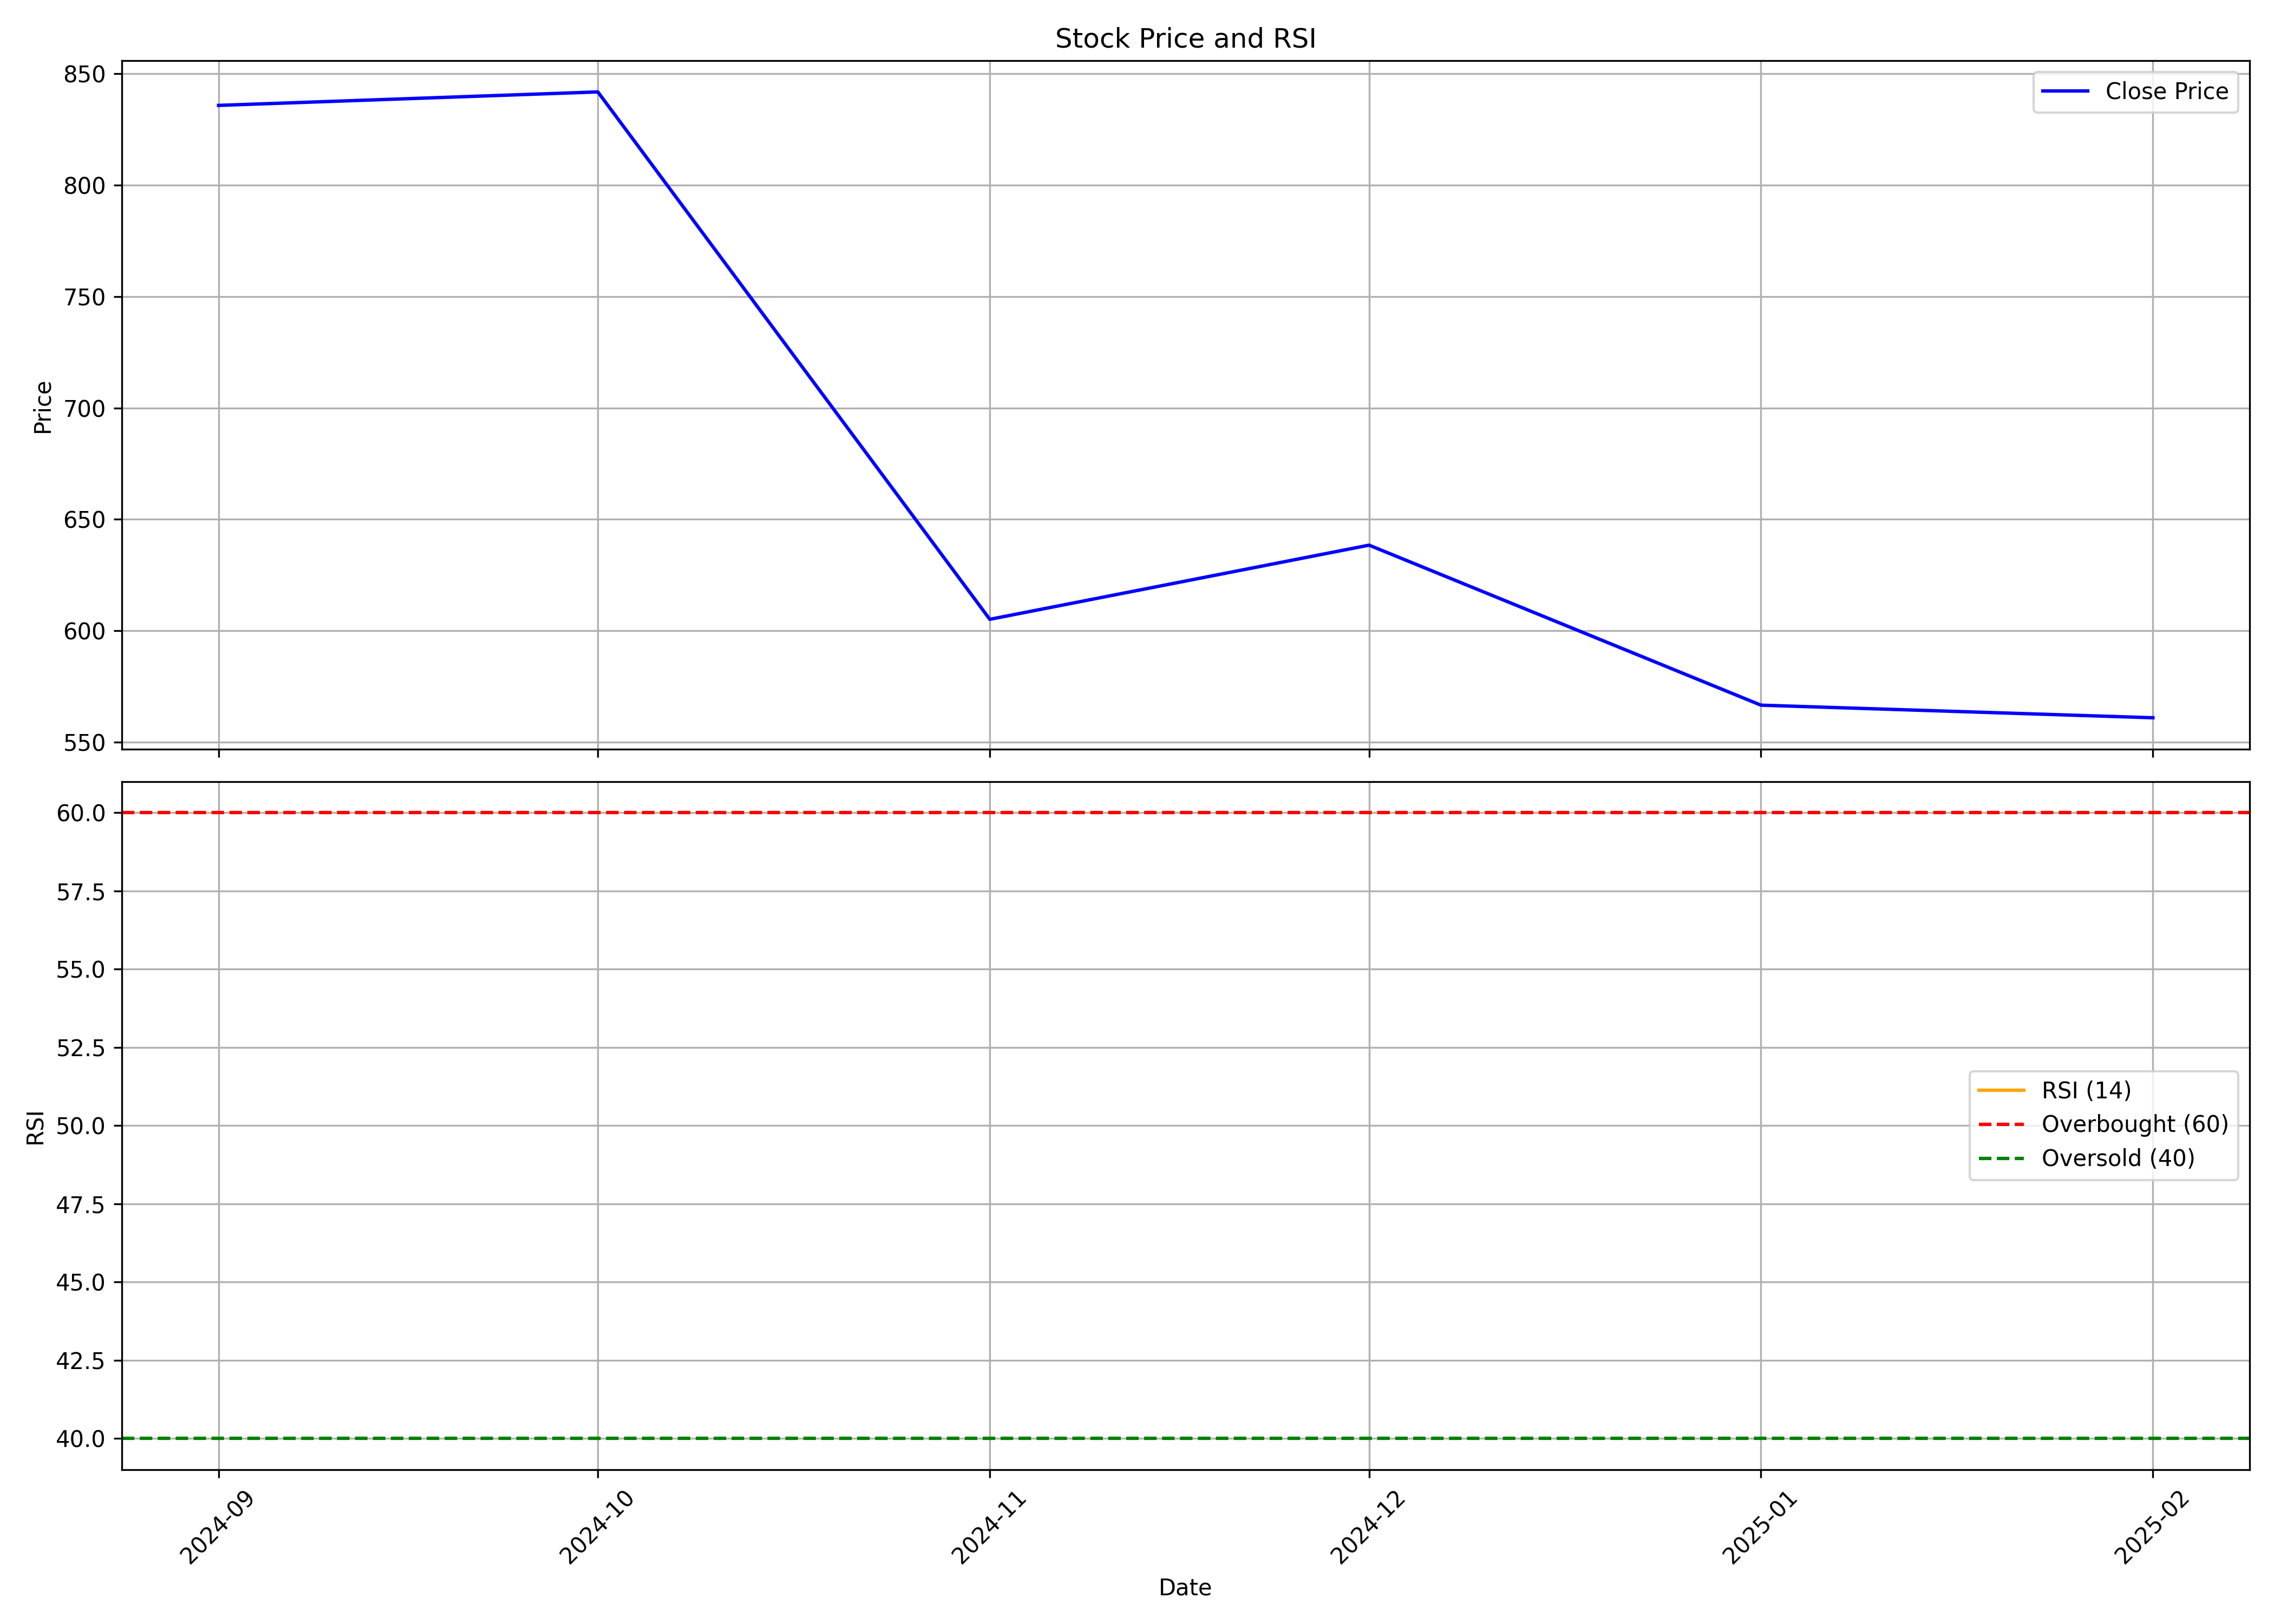 Stock Price and RSI
850
800
750
700
650
600
550
Price
Close Price
60.0
57.5
55.0
52.5
50.0
47.5
45.0
42.5
40.0
RSI
RSI (14)
Overbought (60)
Oversold (40)
2024-09
2024-10
2024-11
2024-12
2025-01
2025-02
Date